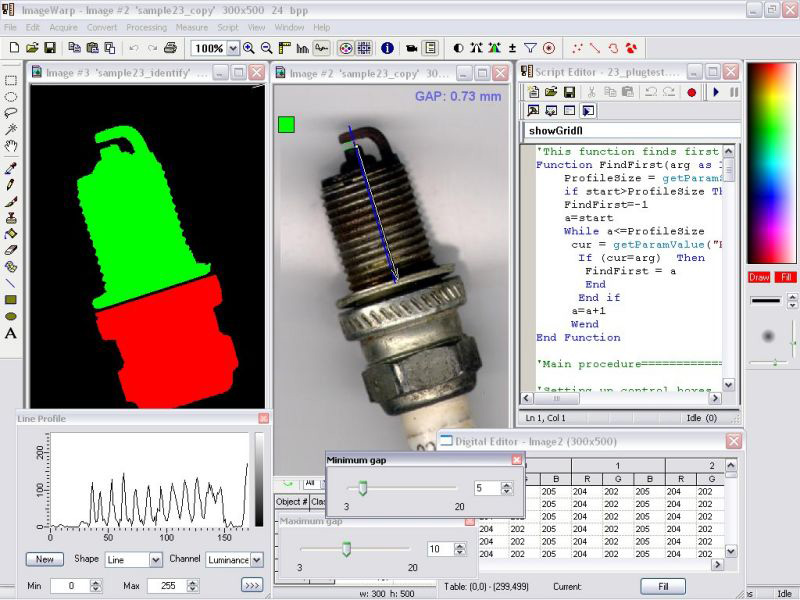 ImageWarp - Image #2 'sample23_copy' 300x500 24 bpp
File Edit Acquire Convert Processing Measure Script View Window Help
100%
Image #3 'sample23_identify' ...
Image #2 'sample23_copy' 30...
Script Editor - 23_plugtest....
GAP: 0.73 mm
showGrid()
'This function finds first
Function FindFirst(arg as
ProfileSize =
if start>ProfileSize
FindFirst=-1
a=start
While a<=ProfileSize
cur = getParamValue(
If (cur=arg) Then
FindFirst = a
End
End if
a=a+1
Wend
End Function
'Main procedure============
'Setting up control boxes
Draw Fill
Ln 1, Col 1 Idle (0)
Line Profile
200
100
0
0 50 100 150
New Shape Line Channel Luminance
Min 0 Max 255 >>>
Digital Editor - Image2 (300x500)
1 2
B R G B R G
205 204 202 205 204 202
205 204 202 205 204 202
205 204 202 205 204 202
204 202 205 204 202 205 204 202
204 202 205 204 202 205 204 202
204 202 205 204 202 205 204 202
Table: (0,0) - (299,499) Current: Fill
Minimum gap
5
3 20
All
Object #
Maximum gap
10
3 20
w: 300 h: 500
Idle